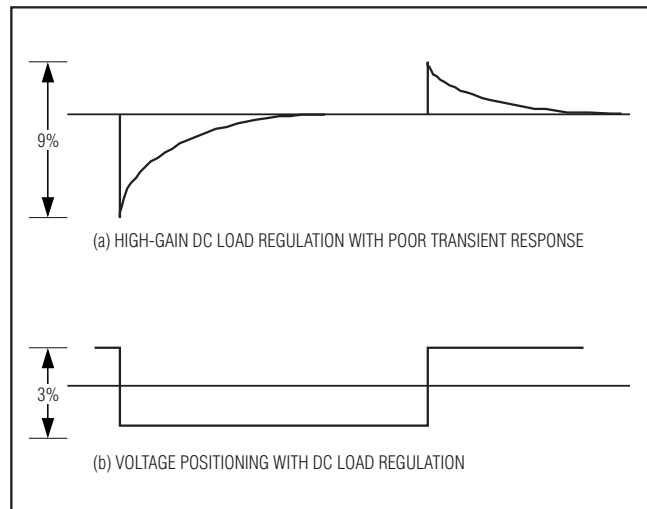 9%
(a) HIGH-GAIN DC LOAD REGULATION WITH POOR TRANSIENT RESPONSE
3%
(b) VOLTAGE POSITIONING WITH DC LOAD REGULATION